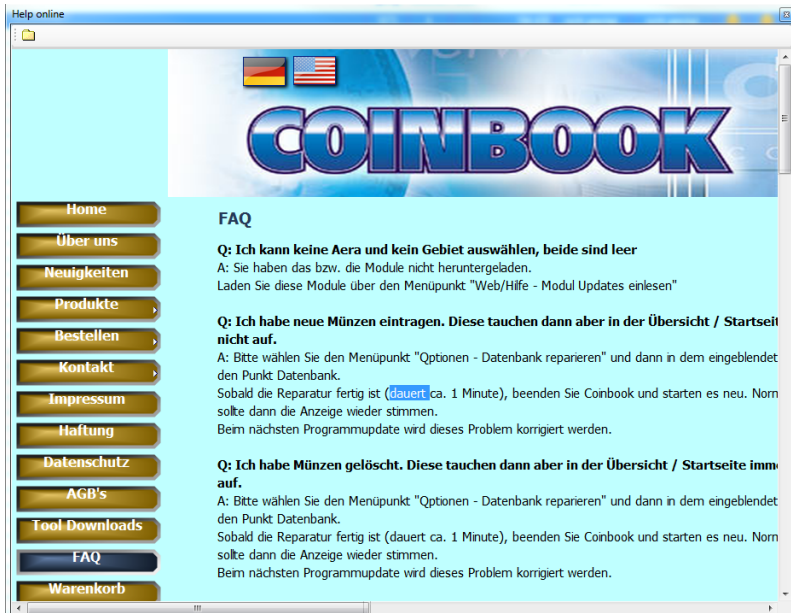 Help online
COINBOOK
Home
Über uns
Neuigkeiten
Produkte
Bestellen
Kontakt
Impressum
Haftung
Datenschutz
AGB's
Tool Downloads
FAQ
Warenkorb
FAQ
Q: Ich kann keine Aera und kein Gebiet auswählen, beide sind leer
A: Sie haben das bzw. die Module nicht heruntergeladen.
Laden Sie diese Module über den Menüpunkt "Web/Hilfe - Modul Updates einlesen"
Q: Ich habe neue Münzen eintragen. Diese tauchen dann aber in der Übersicht / Startseit
nicht auf.
A: Bitte wählen Sie den Menüpunkt "Qptionen - Datenbank reparieren" und dann in dem eingeblendet
den Punkt Datenbank.
Sobald die Reparatur fertig ist (dauert ca. 1 Minute), beenden Sie Coinbook und starten es neu. Norn
sollte dann die Anzeige wieder stimmen.
Beim nächsten Programmupdate wird dieses Problem korrigiert werden.
Q: Ich habe Münzen gelöscht. Diese tauchen dann aber in der Übersicht / Startseite imm
auf.
A: Bitte wählen Sie den Menüpunkt "Qptionen - Datenbank reparieren" und dann in dem eingeblendet
den Punkt Datenbank.
Sobald die Reparatur fertig ist (dauert ca. 1 Minute), beenden Sie Coinbook und starten es neu. Norn
sollte dann die Anzeige wieder stimmen.
Beim nächsten Programmupdate wird dieses Problem korrigiert werden.